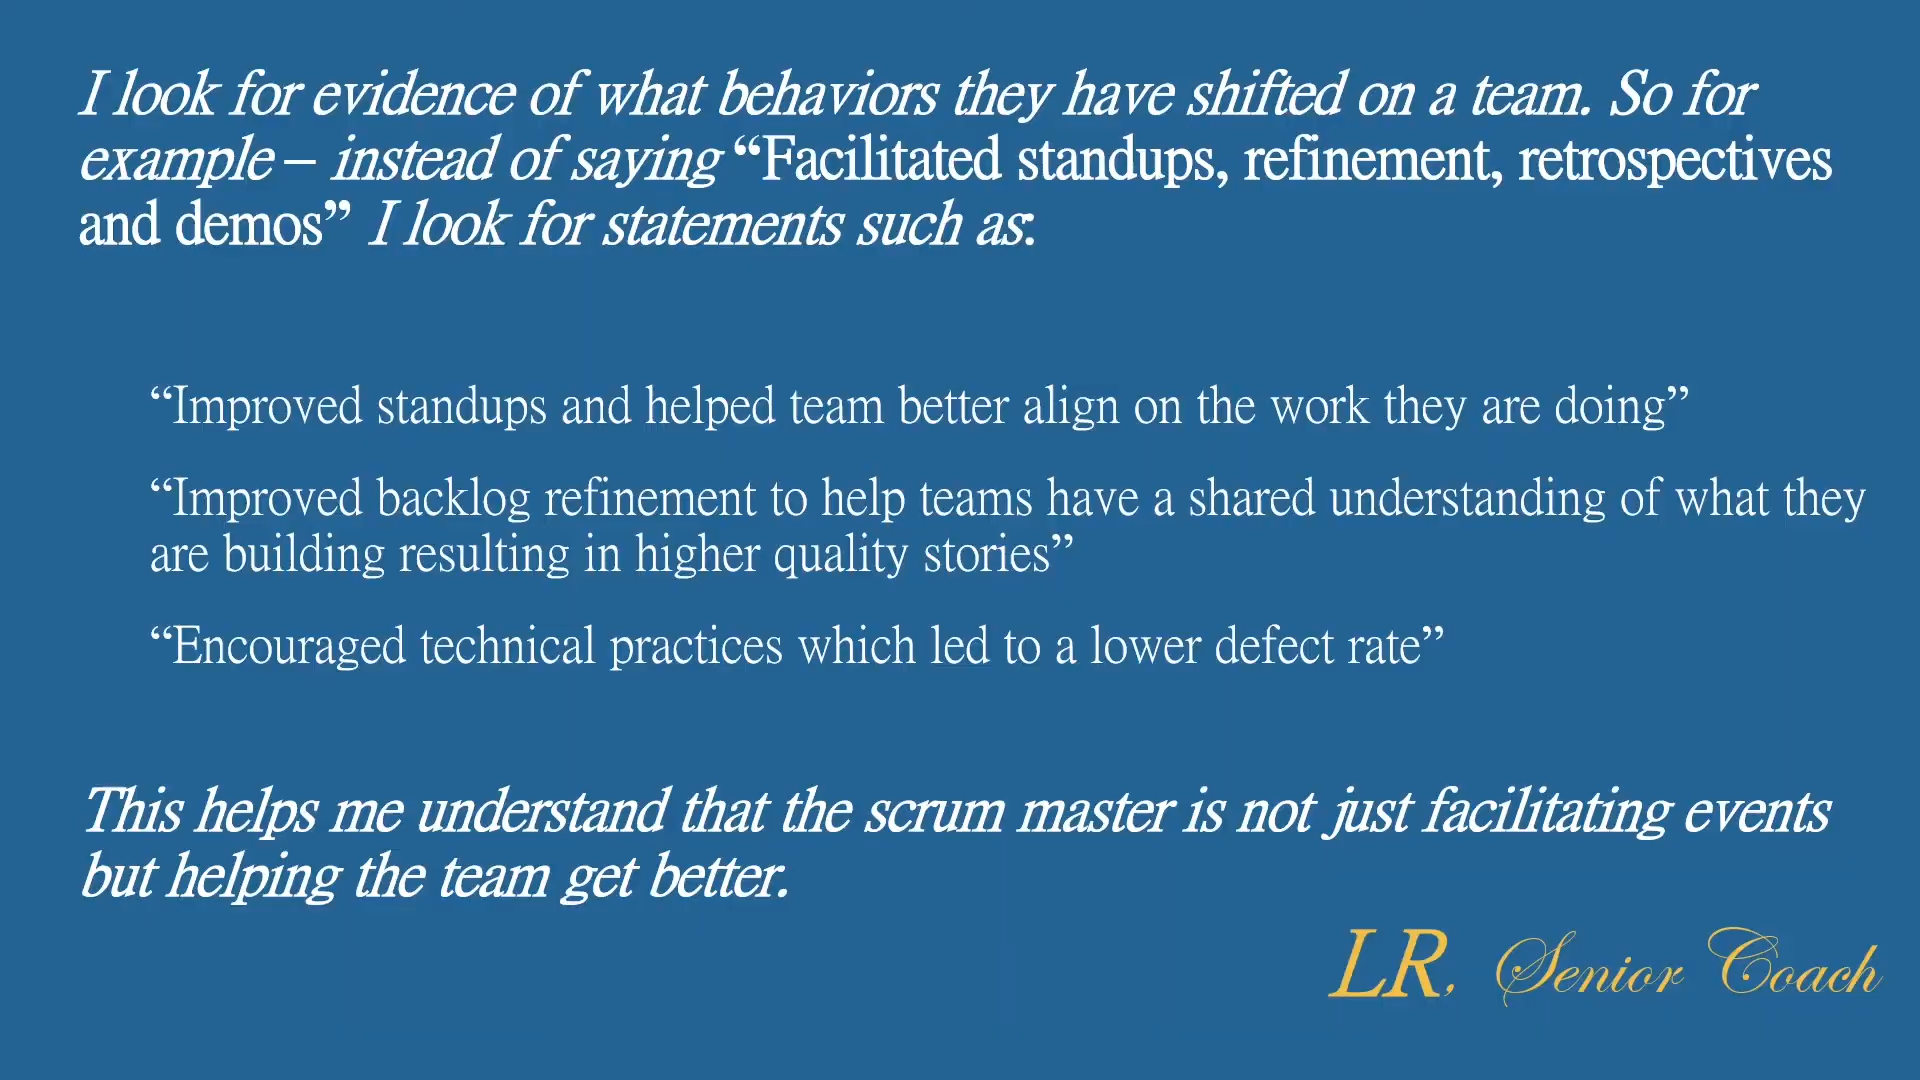 I look for evidence of what behaviors they have shifted on a team. So for
example – instead of saying “Facilitated standups, refinement, retrospectives
and demos” I look for statements such as:
“Improved standups and helped team better align on the work they are doing”
“Improved backlog refinement to help teams have a shared understanding of what they
are building resulting in higher quality stories”
“Encouraged technical practices which led to a lower defect rate”
This helps me understand that the scrum master is not just facilitating events
but helping the team get better.
LR, Senior Coach